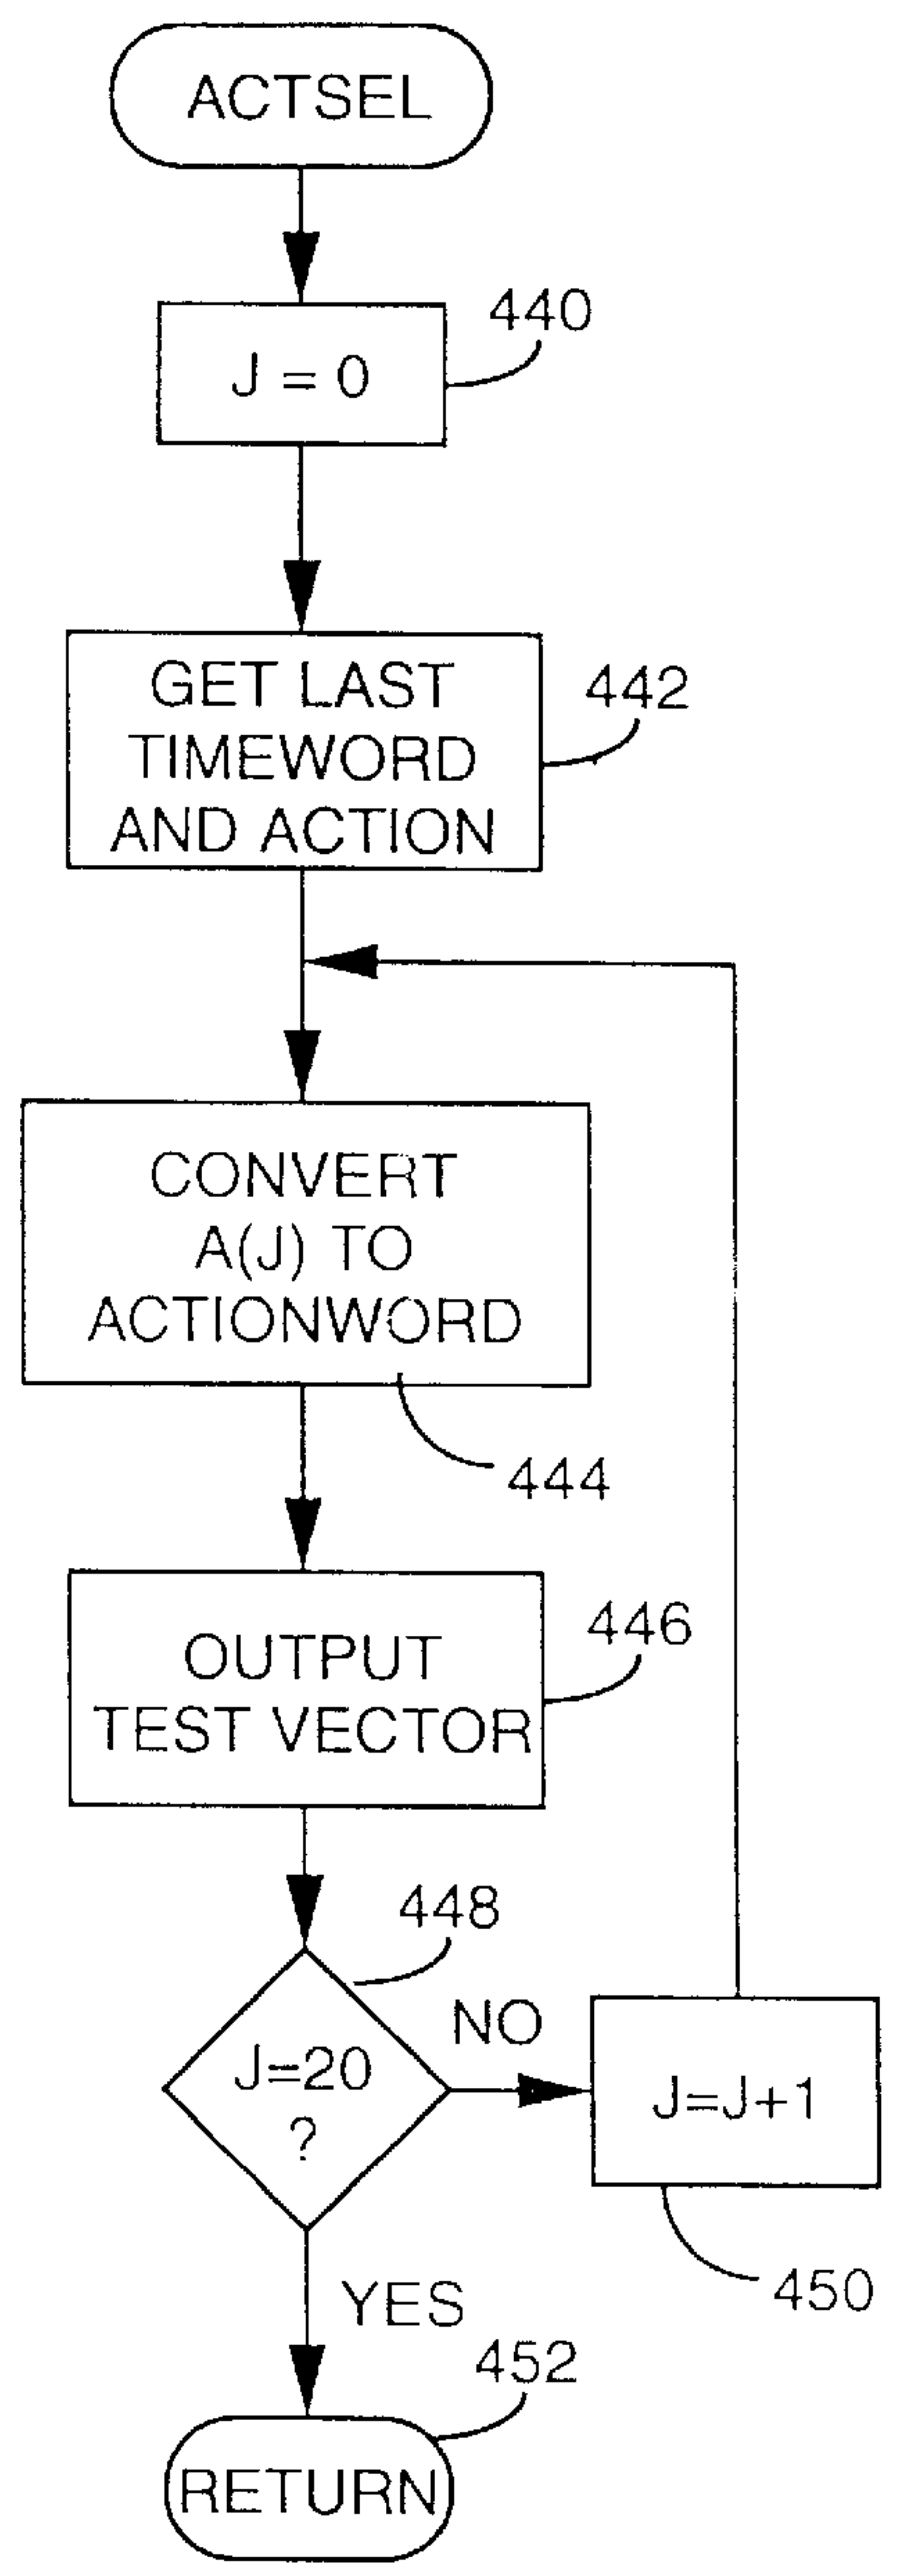 ACTSEL
440
J = 0
GET LAST
TIMEWORD
AND ACTION
442
CONVERT
A(J) TO
ACTIONWORD
444
OUTPUT
TEST VECTOR
446
448
J=20
?
NO
J=J+1
450
YES
452
RETURN